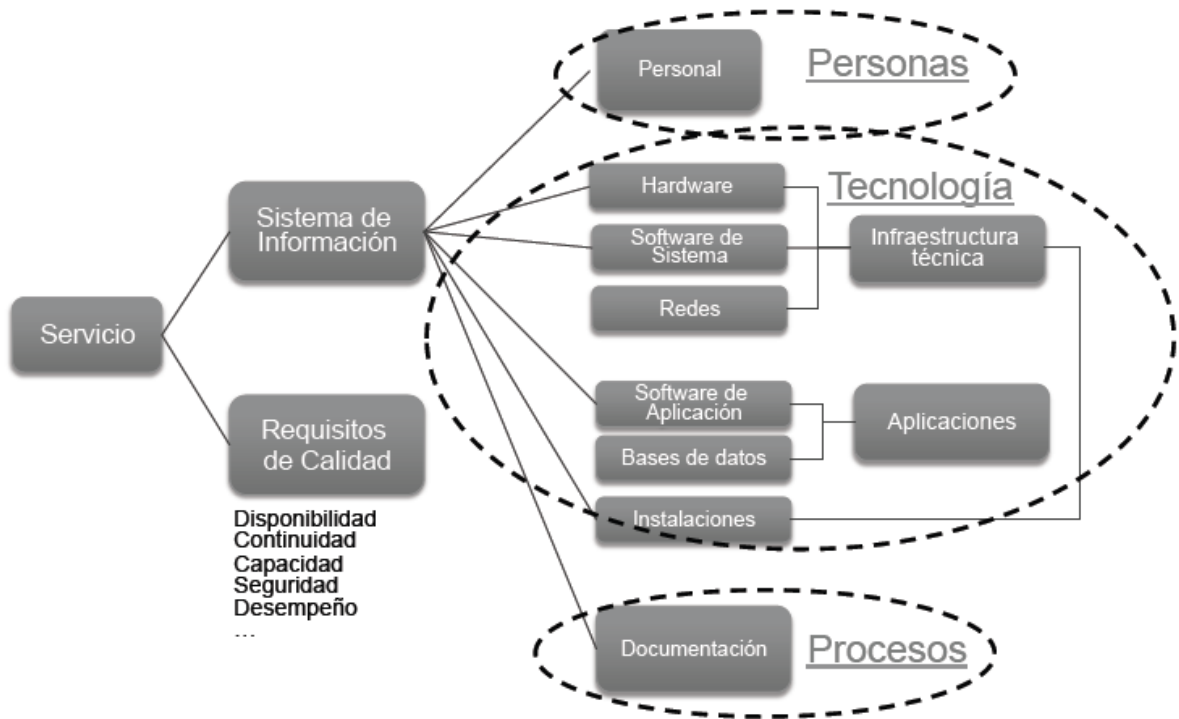 Personal
Personas
Hardware
Tecnología
Sistema de
Información
Software de
Sistema
Infraestructura
técnica
Redes
Servicio
Software de
Aplicación
Aplicaciones
Requisitos
de Calidad
Bases de datos
Instalaciones
Disponibilidad
Continuidad
Capacidad
Seguridad
Desempeño
...
Documentación
Procesos